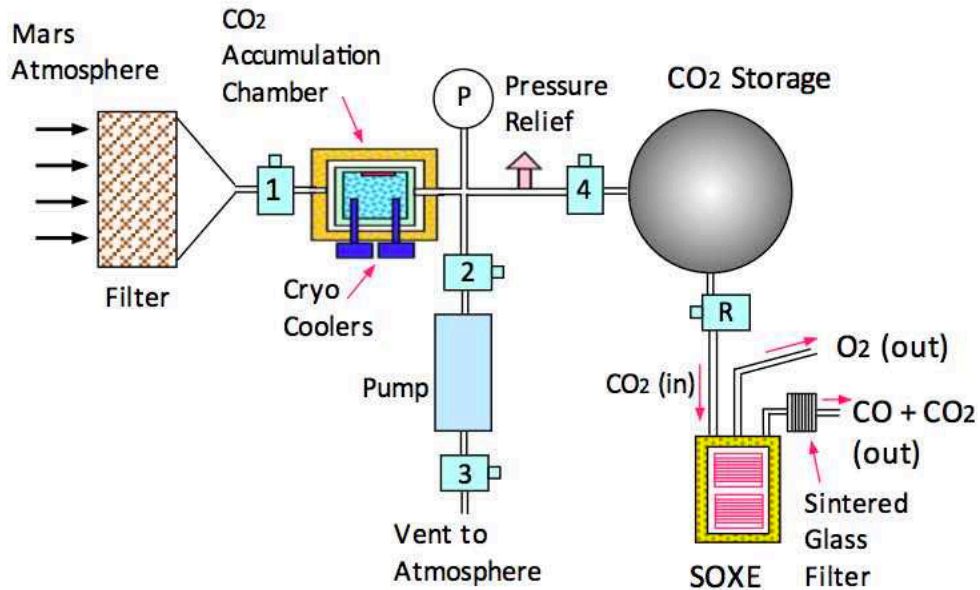 Mars
Atmosphere
CO2
Accumulation
Chamber
P
Pressure
Relief
CO2 Storage
1
4
Filter
Cryo
Coolers
2
R
Pump
CO2 (in)
O2 (out)
CO + CO2
(out)
3
Vent to
Atmosphere
SOXE
Sintered
Glass
Filter